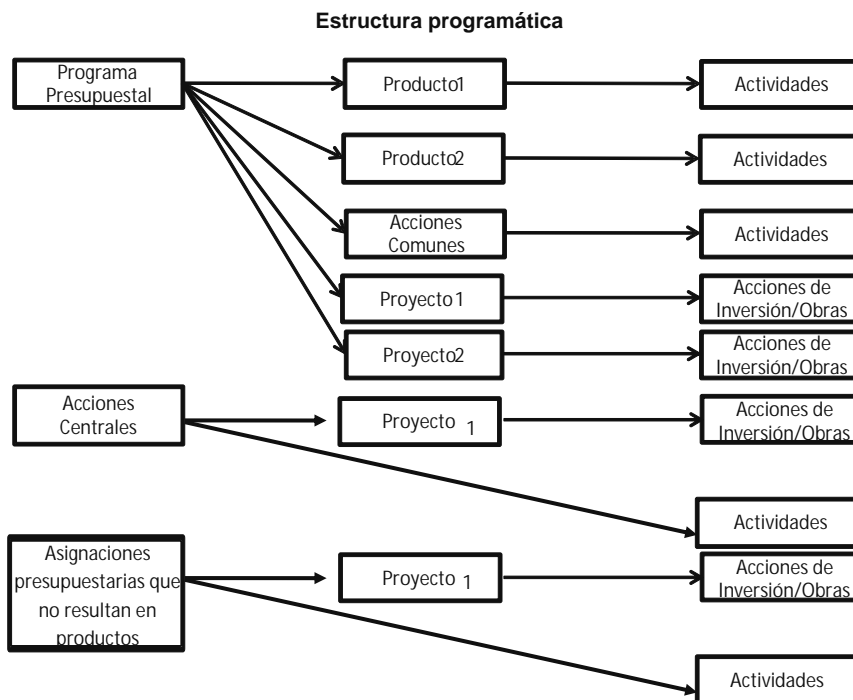 Estructura programática
Programa
Presupuestal
Producto1
Actividades
Producto2
Actividades
Acciones
Comunes
Actividades
Proyecto1
Acciones de
Inversión/Obras
Proyecto2
Acciones de
Inversión/Obras
Acciones
Centrales
Proyecto 1
Acciones de
Inversión/Obras
Actividades
Asignaciones
presupuestarias que
no resultan en
productos
Proyecto 1
Acciones de
Inversión/Obras
Actividades